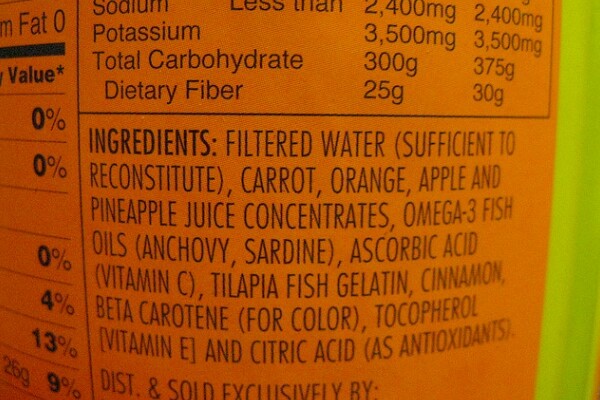 Sodium Less than 2,400mg 2,400mg
Potassium 3,500mg 3,500mg
Total Carbohydrate 300g 375g
Dietary Fiber 25g 30g
m Fat 0
Value*
0%
0%
0%
4%
13%
26g 9%
INGREDIENTS: FILTERED WATER (SUFFICIENT TO
RECONSTITUTE), CARROT, ORANGE, APPLE AND
PINEAPPLE JUICE CONCENTRATES, OMEGA-3 FISH
OILS (ANCHOVY, SARDINE), ASCORBIC ACID
(VITAMIN C), TILAPIA FISH GELATIN, CINNAMON,
BETA CAROTENE (FOR COLOR), TOCOPHEROL
[VITAMIN E] AND CITRIC ACID (AS ANTIOXIDANTS).
DIST. & SOLD EXCLUSIVELY BY: